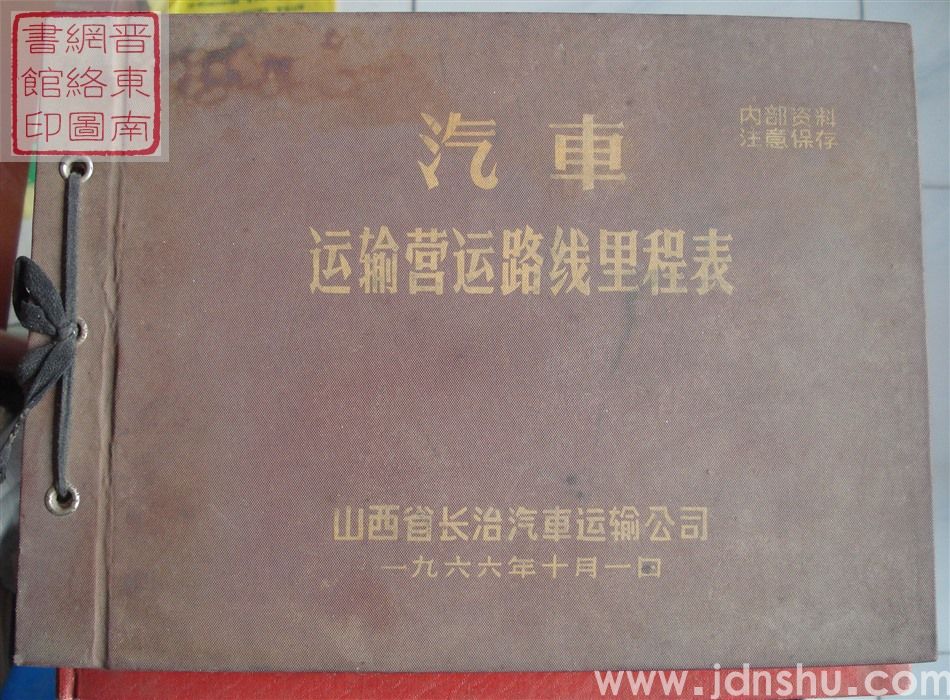 晋東南
網絡圖
書館印
内部资料
注意保存
汽車
运输营运路线里程表
山西省长治汽車运输公司
一九六六年十月一日
www.jdnshu.com